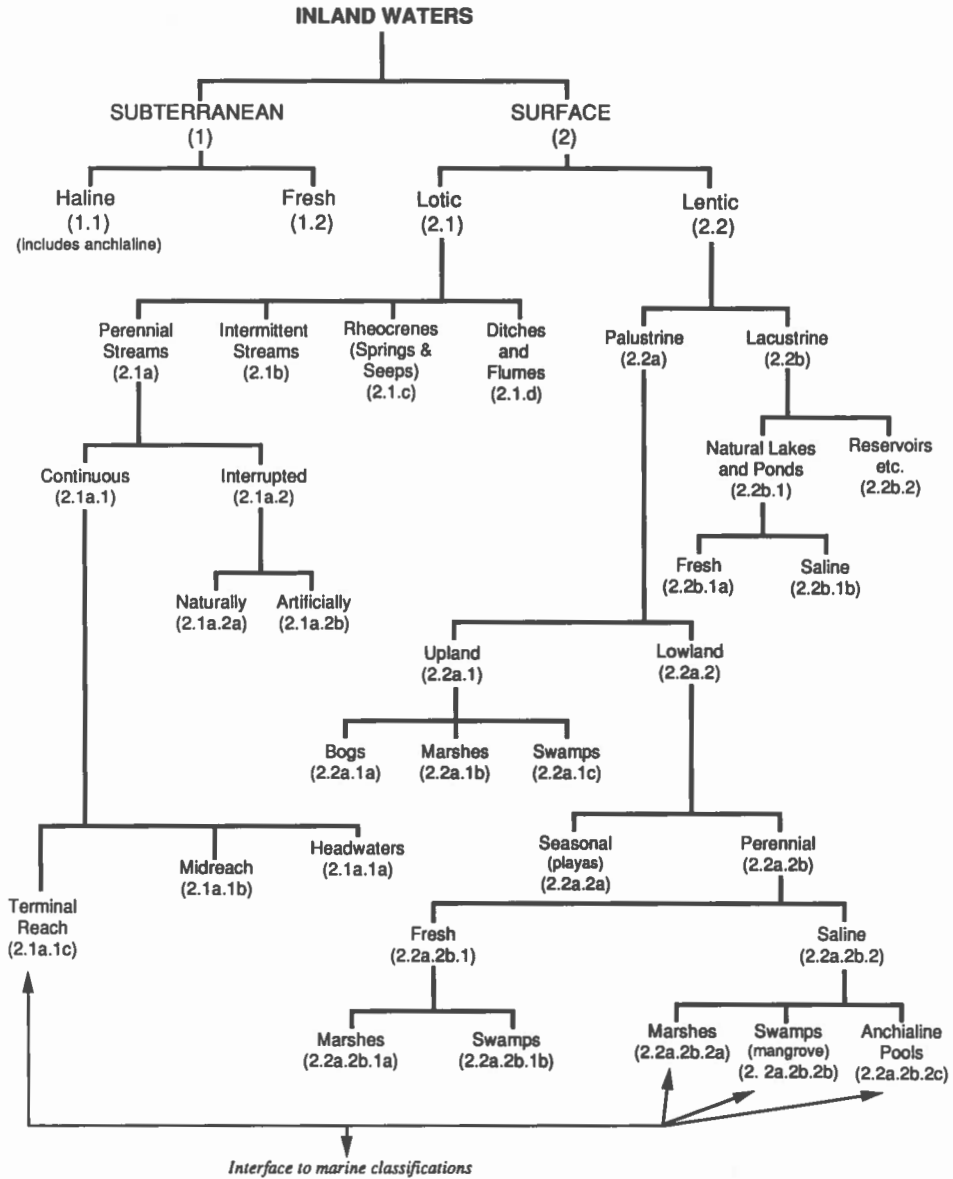 INLAND WATERS
SUBTERRANEAN
(1)
SURFACE
(2)
Haline
(1.1)
(includes anchialine)
Fresh
(1.2)
Lotic
(2.1)
Lentic
(2.2)
Perennial
Streams
(2.1a)
Intermittent
Streams
(2.1b)
Rheocrenes
(Springs &
Seeps)
(2.1.c)
Ditches
and
Flumes
(2.1.d)
Palustrine
(2.2a)
Lacustrine
(2.2b)
Continuous
(2.1a.1)
Interrupted
(2.1a.2)
Natural Lakes
and Ponds
(2.2b.1)
Reservoirs
etc.
(2.2b.2)
Naturally
(2.1a.2a)
Artificially
(2.1a.2b)
Fresh
(2.2b.1a)
Saline
(2.2b.1b)
Upland
(2.2a.1)
Lowland
(2.2a.2)
Bogs
(2.2a.1a)
Marshes
(2.2a.1b)
Swamps
(2.2a.1c)
Terminal
Reach
(2.1a.1c)
Midreach
(2.1a.1b)
Headwaters
(2.1a.1a)
Seasonal
(playas)
(2.2a.2a)
Perennial
(2.2a.2b)
Fresh
(2.2a.2b.1)
Saline
(2.2a.2b.2)
Marshes
(2.2a.2b.1a)
Swamps
(2.2a.2b.1b)
Marshes
(2.2a.2b.2a)
Swamps
(mangrove)
(2. 2a.2b.2b)
Anchialine
Pools
(2.2a.2b.2c)
Interface to marine classifications